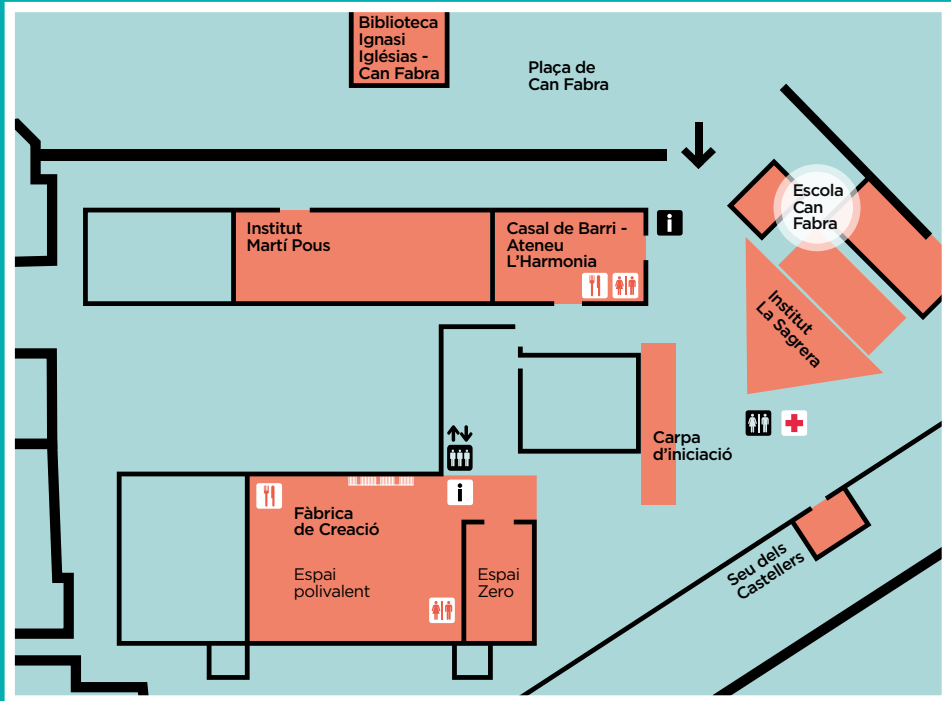 Biblioteca
Ignasi
Iglésias -
Can Fabra
Plaça de
Can Fabra
Escola
Can
Fabra
Institut
Martí Pous
Casal de Barri -
Ateneu
L'Harmonia
i
Institut
La Sagrera
Carpa
d'iniciació
i
Fàbrica
de Creació
Espai
polivalent
Espai
Zero
Seu dels
Castellers